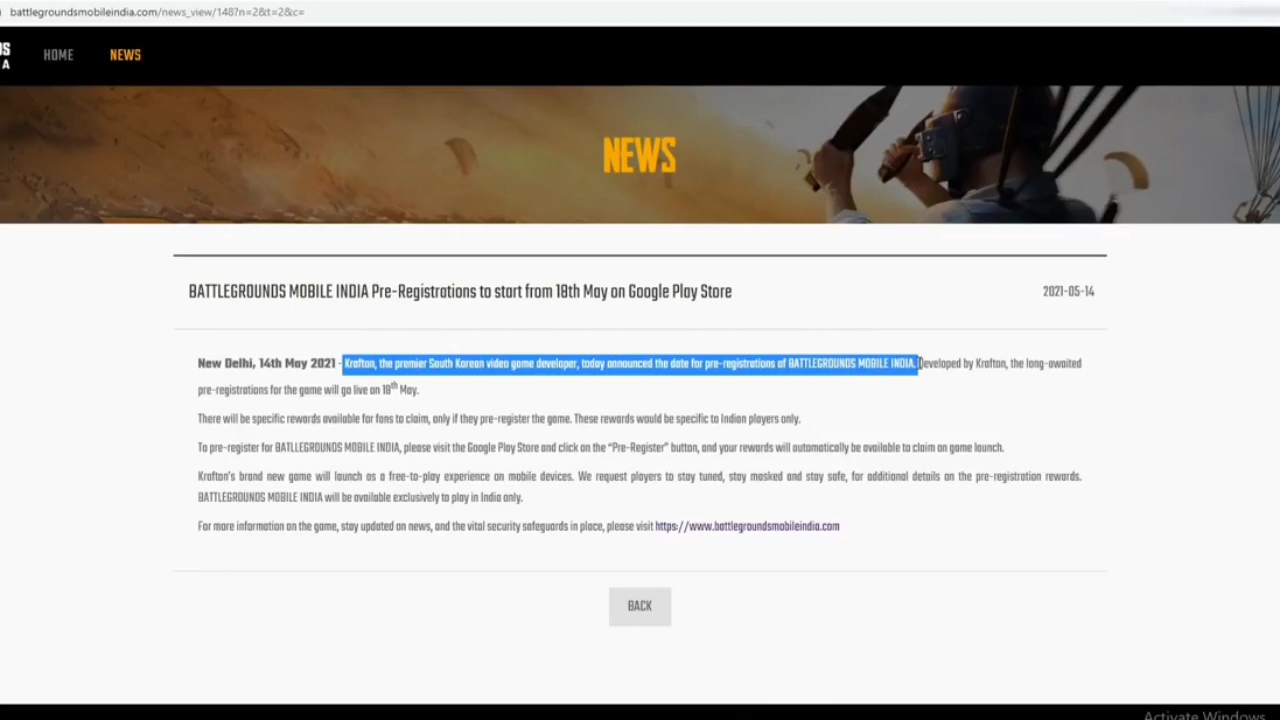 battlegroundsmobileindia.com/news_view/148?n=2&t=2&c=
DS
IA
HOME
NEWS
NEWS
BATTLEGROUNDS MOBILE INDIA Pre-Registrations to start from 18th May on Google Play Store
2021-05-14
New Delhi, 14th May 2021 - Krafton, the premier South Korean video game developer, today announced the date for pre-registrations of BATTLEGROUNDS MOBILE INDIA. Developed by Krafton, the long-awaited
pre-registrations for the game will go live on 18th May.
There will be specific rewards available for fans to claim, only if they pre-register the game. These rewards would be specific to Indian players only.
To pre-register for BATLLEGROUNDS MOBILE INDIA, please visit the Google Play Store and click on the “Pre-Register” button, and your rewards will automatically be available to claim on game launch.
Krafton's brand new game will launch as a free-to-play experience on mobile devices. We request players to stay tuned, stay masked and stay safe, for additional details on the pre-registration rewards.
BATTLEGROUNDS MOBILE INDIA will be available exclusively to play in India only.
For more information on the game, stay updated on news, and the vital security safeguards in place, please visit https://www.battlegroundsmobileindia.com
BACK
Activate Windows